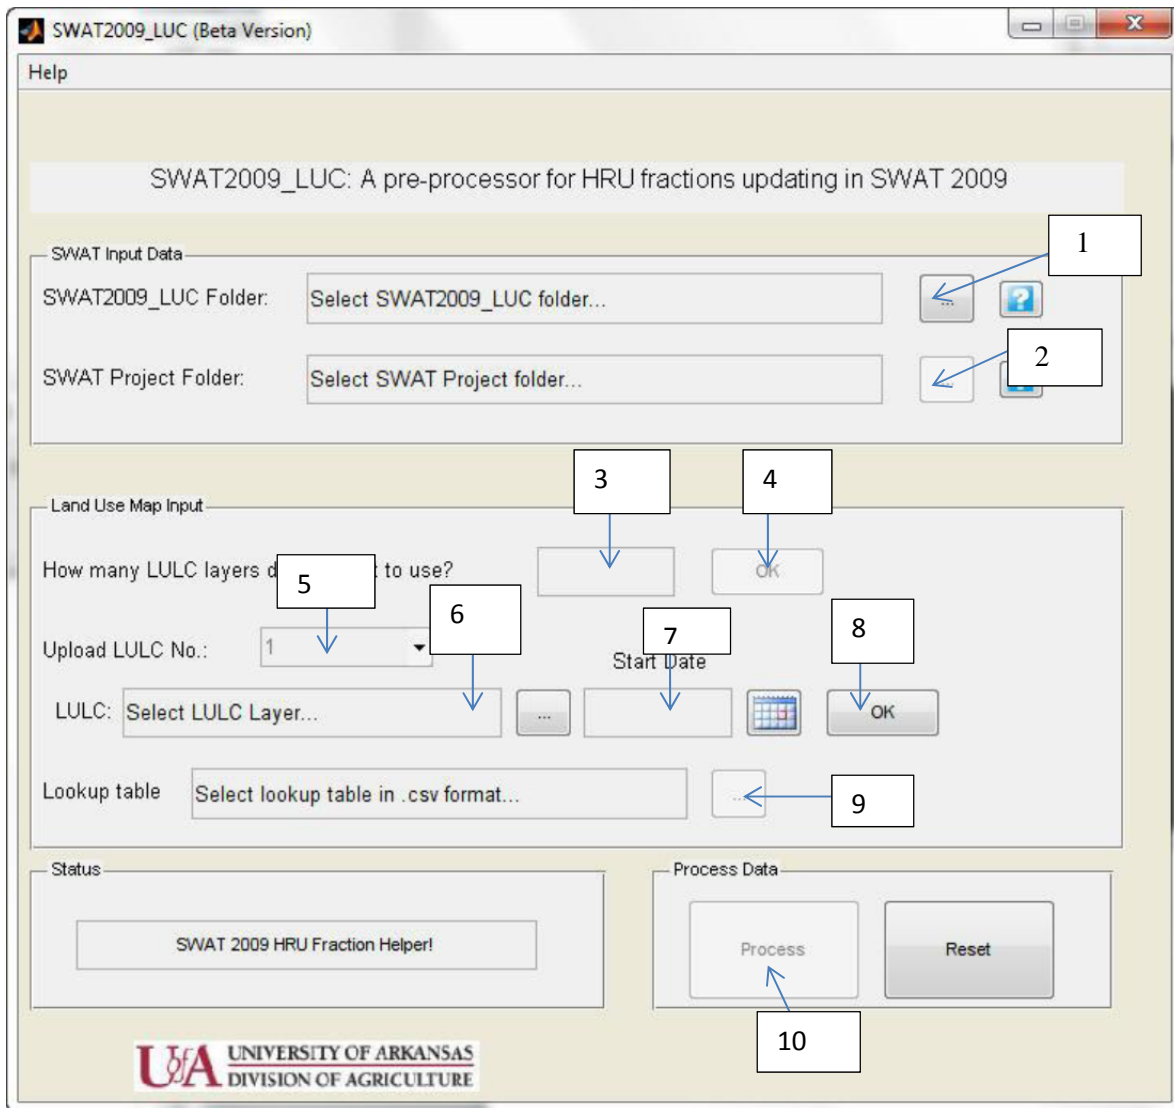 SWAT2009_LUC (Beta Version)
Help
SWAT2009_LUC: A pre-processor for HRU fractions updating in SWAT 2009
SWAT Input Data
1
SWAT2009_LUC Folder:
Select SWAT2009_LUC folder...
...
?
SWAT Project Folder:
Select SWAT Project folder...
...
2
Land Use Map Input
3
4
How many LULC layers d
5
t to use?
OK
Upload LULC No.:
1
6
7
Start Date
8
LULC:
Select LULC Layer...
...
OK
Lookup table
Select lookup table in .csv format...
...
9
Status
SWAT 2009 HRU Fraction Helper!
Process Data
Process
Reset
10
UofA
UNIVERSITY OF ARKANSAS
DIVISION OF AGRICULTURE